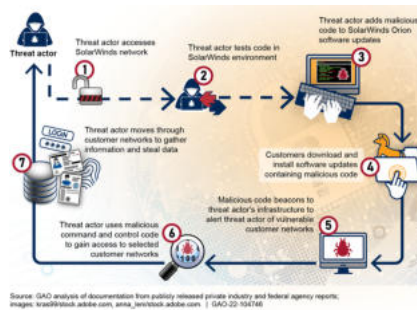 Threat actor
Threat actor accesses
SolarWinds network
1
Threat actor tests code in
SolarWinds environment
2
Threat actor adds malicious
code to SolarWinds Orion
software updates
3
Customers download and
install software updates
containing malicious code
4
Malicious code beacons to
threat actor's infrastructure to
alert threat actor of vulnerable
customer networks
5
Threat actor uses malicious
command and control code
to gain access to selected
customer networks
6
Threat actor moves through
customer networks to gather
information and steal data
7
LOGIN
Source: GAO analysis of documentation from publicly released private industry and federal agency reports;
images: kras99/stock.adobe.com, anna_leni/stock.adobe.com | GAO-22-104746